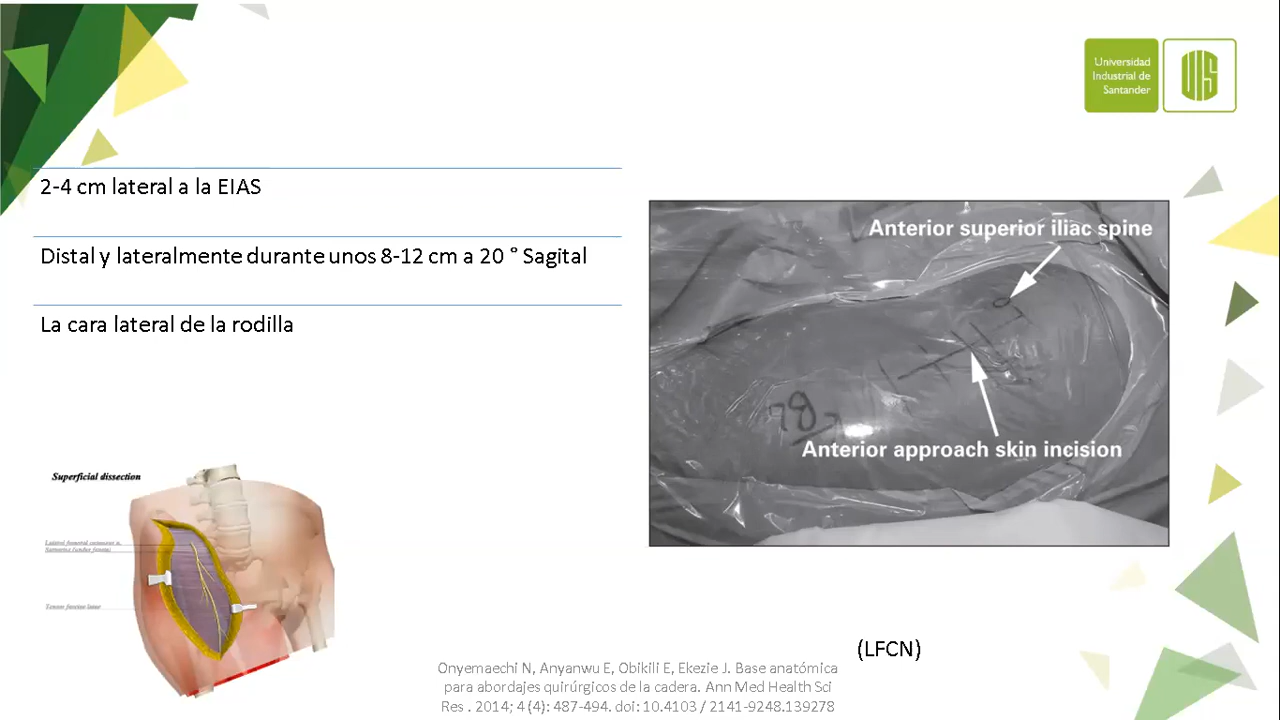 Universidad
Industrial de
Santander
UIS
2-4 cm lateral a la EIAS
Distal y lateralmente durante unos 8-12 cm a 20 ° Sagital
La cara lateral de la rodilla
Anterior superior iliac spine
Anterior approach skin incision
Superficial dissection
Lateral femoral cutaneous n.
Tensor fasciae latae
(LFCN)
Onyemaechi N, Anyanwu E, Obikili E, Ekezie J. Base anatómica
para abordajes quirúrgicos de la cadera. Ann Med Health Sci
Res . 2014; 4 (4): 487-494. doi: 10.4103 / 2141-9248.139278